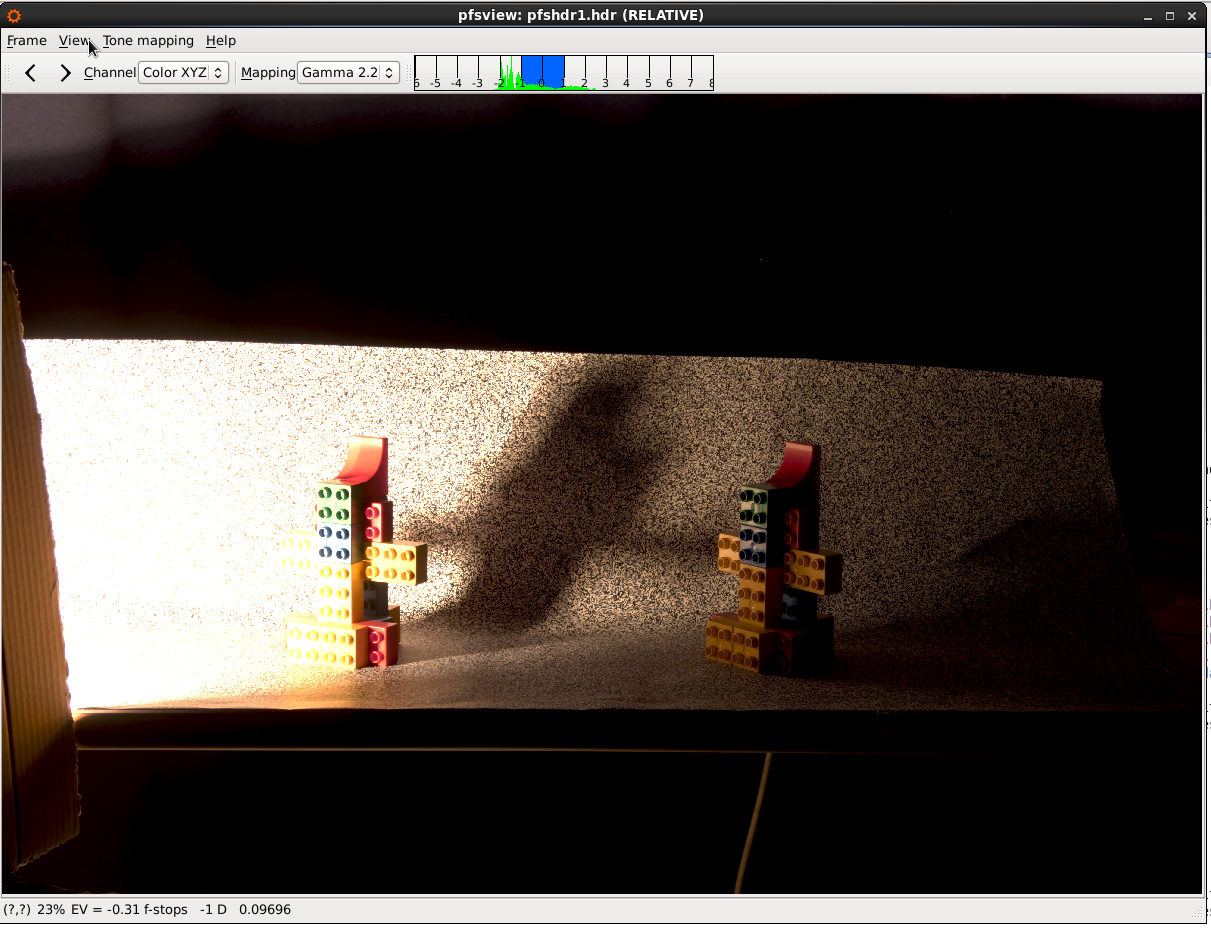 pfsview: pfshdr1.hdr (RELATIVE)
Frame View Tone mapping Help
Channel Color XYZ Mapping Gamma 2.2
6 -5 -4 -3 -2 -1 0 1 2 3 4 5 6 7 8
(?,?) 23% EV = -0.31 f-stops -1 D 0.09696